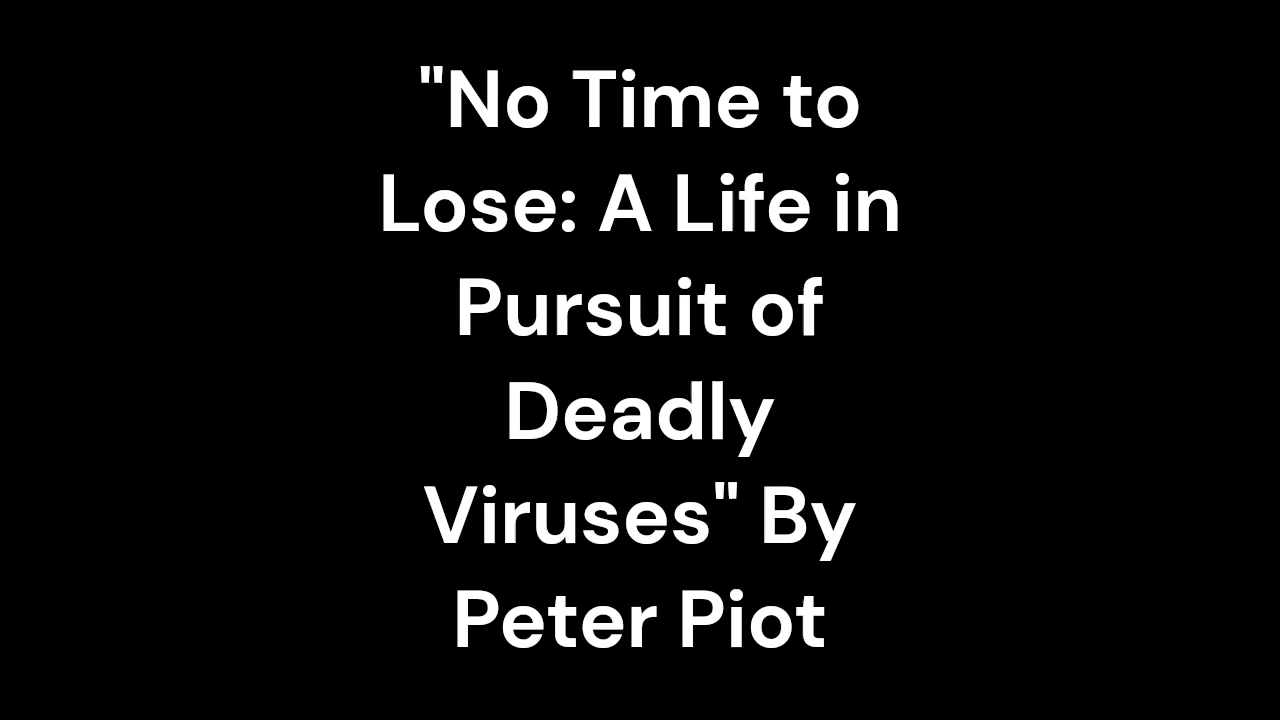 "No Time to
Lose: A Life in
Pursuit of
Deadly
Viruses" By
Peter Piot